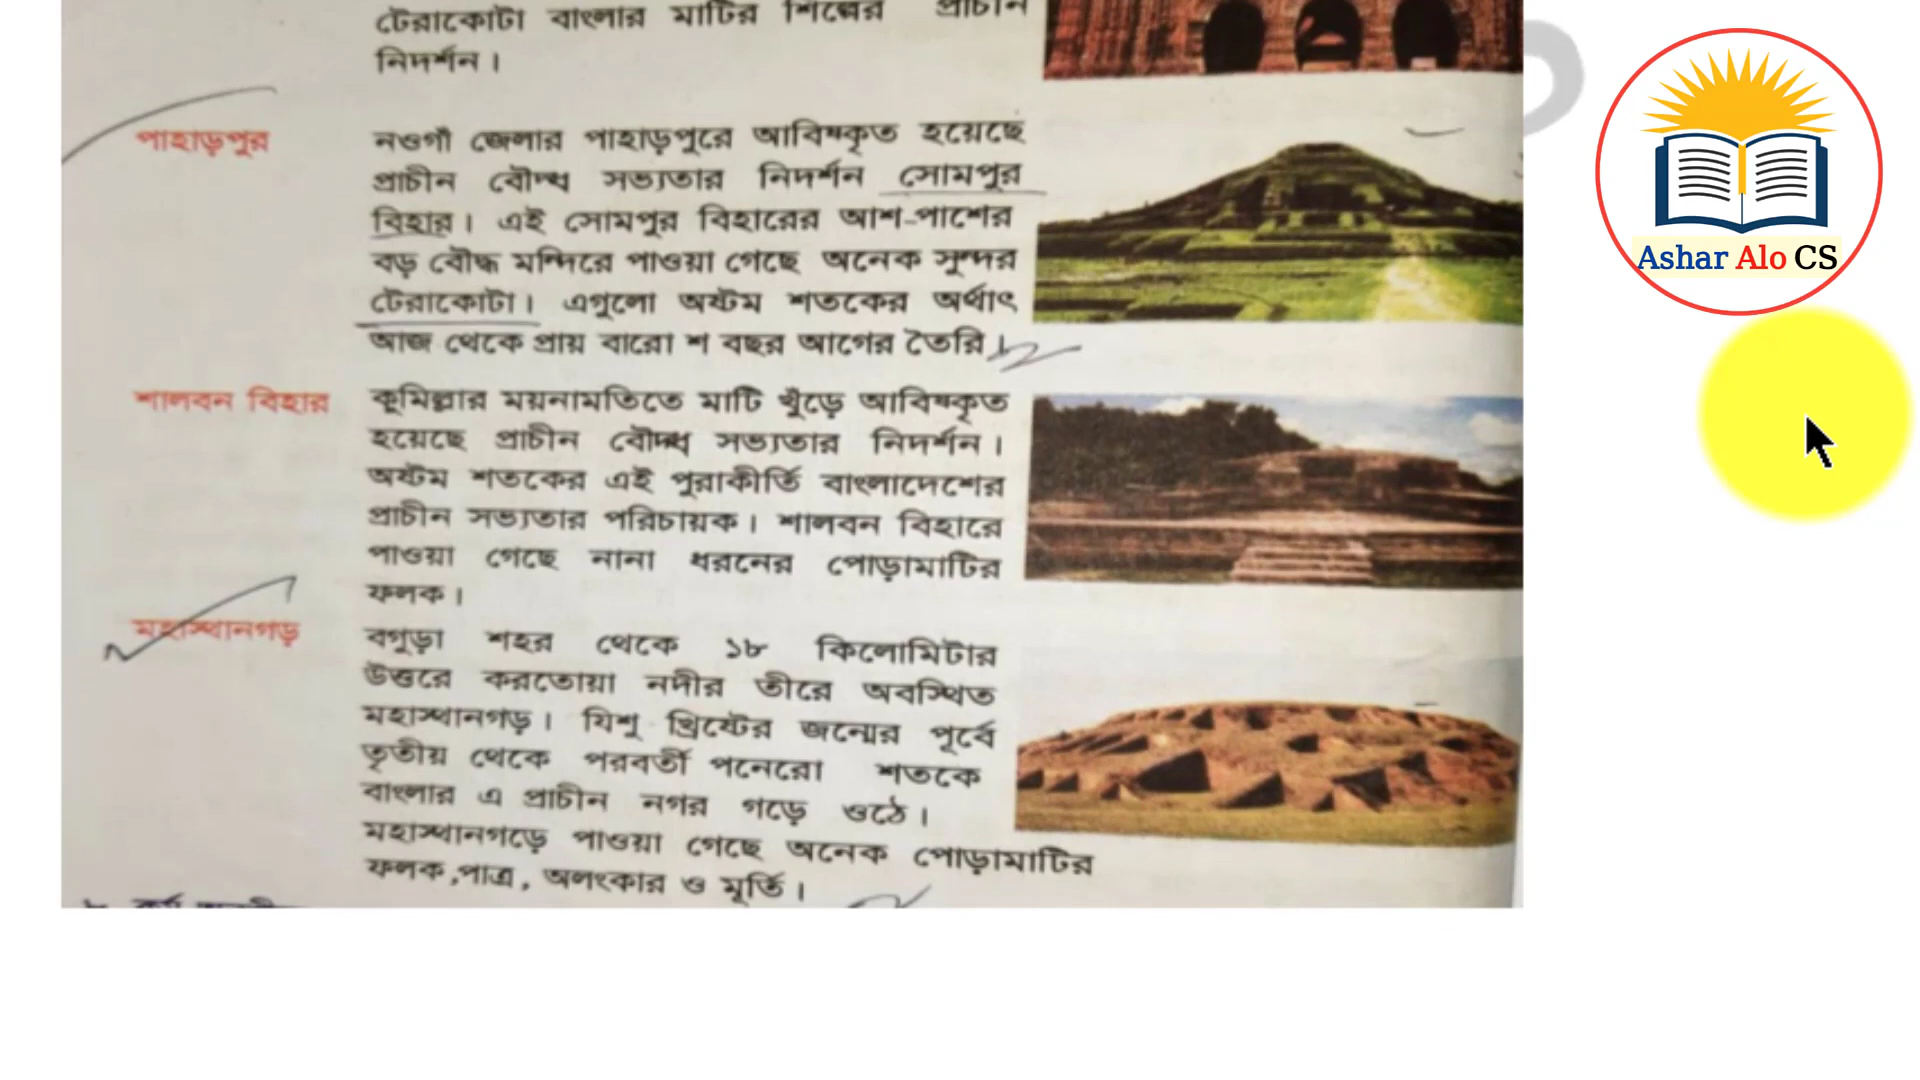 টেরাকোটা বাংলার মাটির শিল্পের প্রাচীন
নিদর্শন।
পাহাড়পুর
নওগাঁ জেলার পাহাড়পুরে আবিষ্কৃত হয়েছে
প্রাচীন বৌদ্ধ সভ্যতার নিদর্শন সোমপুর
বিহার। এই সোমপুর বিহারের আশ-পাশের
বড় বৌদ্ধ মন্দিরে পাওয়া গেছে অনেক সুন্দর
টেরাকোটা। এগুলো অষ্টম শতকের অর্থাৎ
আজ থেকে প্রায় বারো শ বছর আগের তৈরি।
শালবন বিহার
কুমিল্লার ময়নামতিতে মাটি খুঁড়ে আবিষ্কৃত
হয়েছে প্রাচীন বৌদ্ধ সভ্যতার নিদর্শন।
অষ্টম শতকের এই পুরাকীর্তি বাংলাদেশের
প্রাচীন সভ্যতার পরিচায়ক। শালবন বিহারে
পাওয়া গেছে নানা ধরনের পোড়ামাটির
ফলক।
মহাস্থানগড়
বগুড়া শহর থেকে ১৮ কিলোমিটার
উত্তরে করতোয়া নদীর তীরে অবস্থিত
মহাস্থানগড়। যিশু খ্রিষ্টের জন্মের পূর্বে
তৃতীয় থেকে পরবর্তী পনেরো শতকে
বাংলার এ প্রাচীন নগর গড়ে ওঠে।
মহাস্থানগড়ে পাওয়া গেছে অনেক পোড়ামাটির
ফলক,পাত্র, অলংকার ও মূর্তি।
Ashar Alo CS